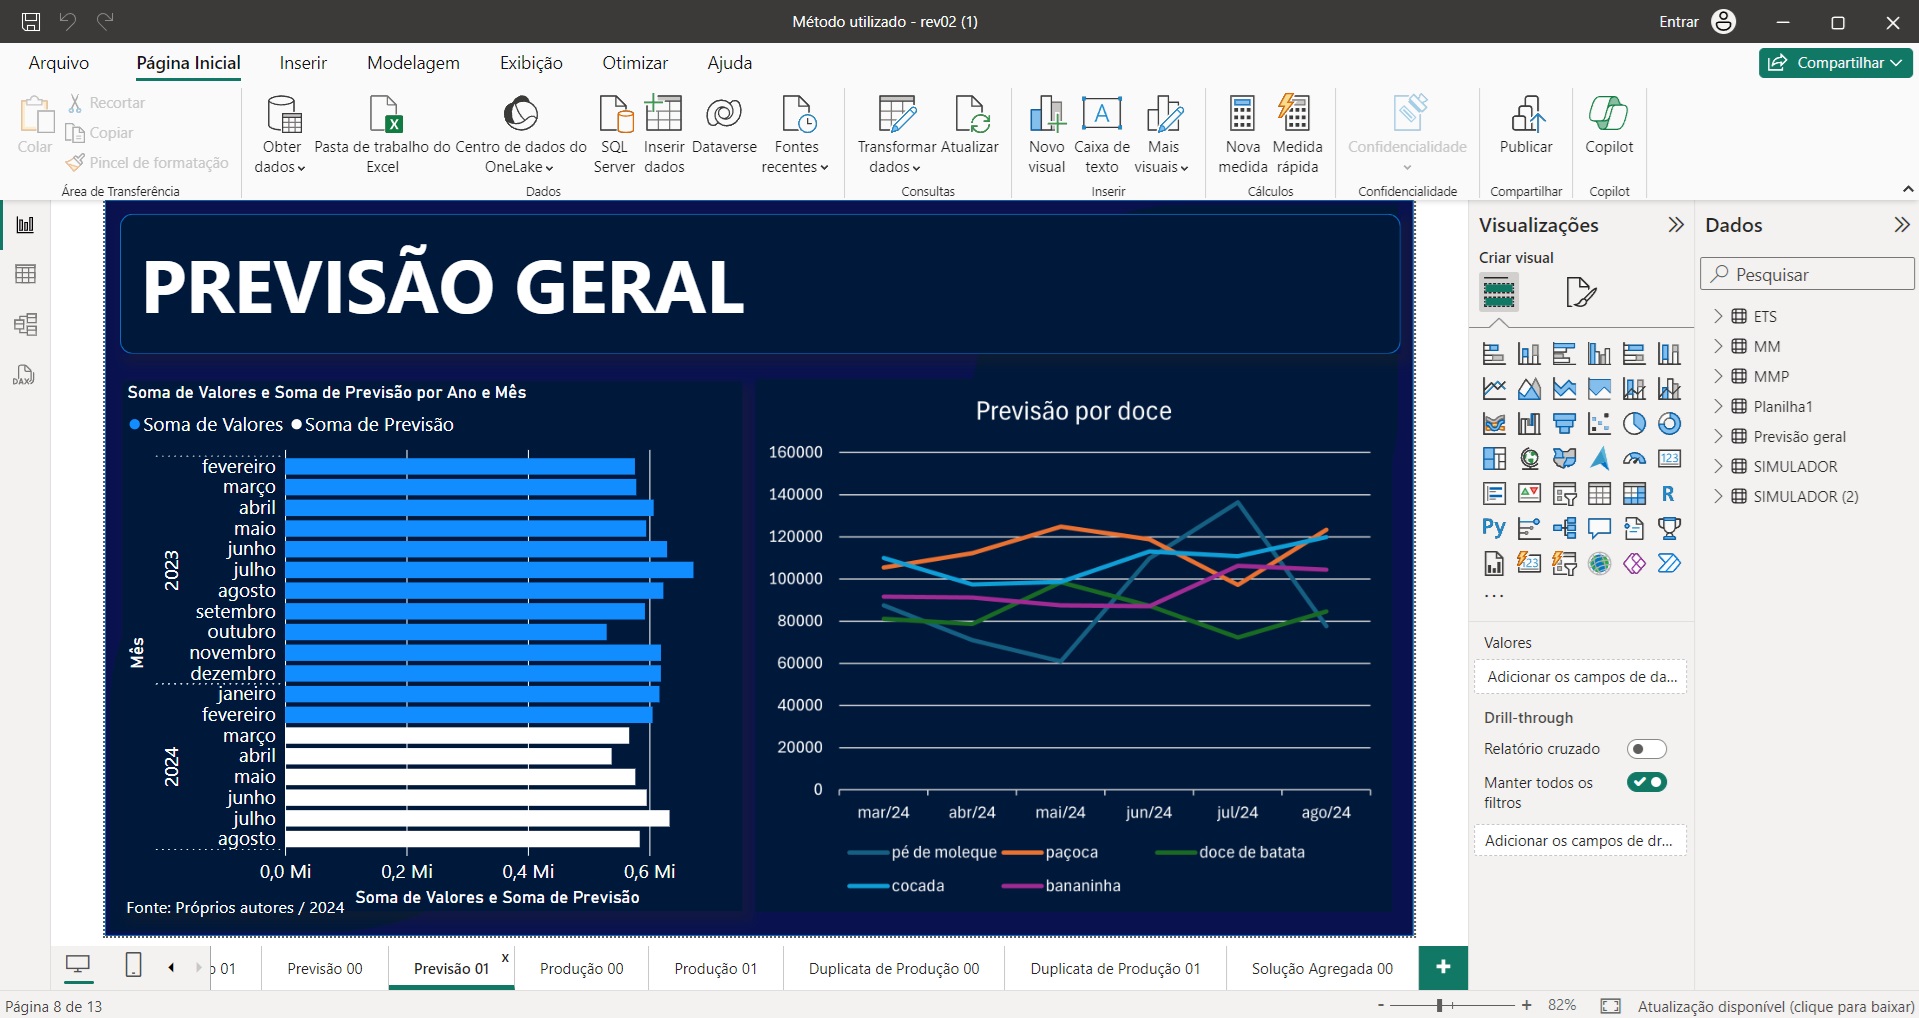 Método utilizado - rev02 (1)
Entrar
Arquivo
Página Inicial
Inserir
Modelagem
Exibição
Otimizar
Ajuda
Compartilhar
Colar
Recortar
Copiar
Pincel de formatação
Área de Transferência
Obter dados
Pasta de trabalho do Excel
Centro de dados do OneLake
SQL Server
Inserir dados
Dataverse
Fontes recentes
Dados
Transformar dados
Atualizar
Consultas
Novo visual
A
Caixa de texto
Mais visuais
Inserir
Nova medida
Medida rápida
Cálculos
Confidencialidade
Confidencialidade
Publicar
Compartilhar
Copilot
Copilot
DAX
PREVISÃO GERAL
Soma de Valores e Soma de Previsão por Ano e Mês
Soma de Valores
Soma de Previsão
Mês
2023
fevereiro
março
abril
maio
junho
julho
agosto
setembro
outubro
novembro
dezembro
2024
janeiro
fevereiro
março
abril
maio
junho
julho
agosto
0,0 Mi
0,2 Mi
0,4 Mi
0,6 Mi
Soma de Valores e Soma de Previsão
Fonte: Próprios autores / 2024
Previsão por doce
160000
140000
120000
100000
80000
60000
40000
20000
0
mar/24
abr/24
mai/24
jun/24
jul/24
ago/24
pé de moleque
paçoca
doce de batata
cocada
bananinha
Visualizações
Criar visual
123
R
Py
123
...
Valores
Adicionar os campos de da...
Drill-through
Relatório cruzado
Manter todos os filtros
Adicionar os campos de dr...
Dados
Pesquisar
ETS
MM
MMP
Planilha1
Previsão geral
SIMULADOR
SIMULADOR (2)
o 01
Previsão 00
Previsão 01
x
Produção 00
Produção 01
Duplicata de Produção 00
Duplicata de Produção 01
Solução Agregada 00
+
Página 8 de 13
-
+
82%
Atualização disponível (clique para baixar)